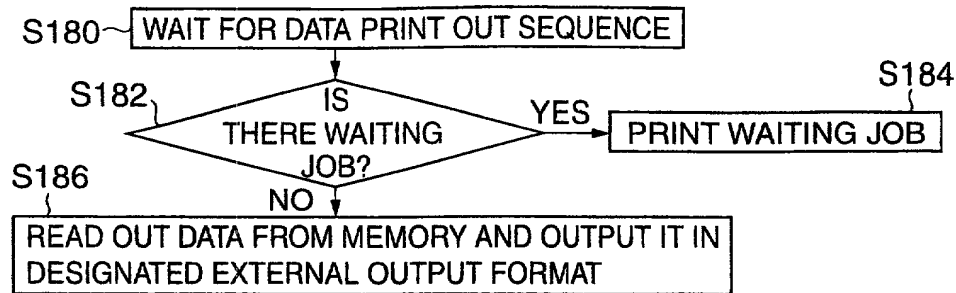 S180 WAIT FOR DATA PRINT OUT SEQUENCE
S182
IS
THERE WAITING
JOB?
YES
S184
PRINT WAITING JOB
NO
S186
READ OUT DATA FROM MEMORY AND OUTPUT IT IN
DESIGNATED EXTERNAL OUTPUT FORMAT